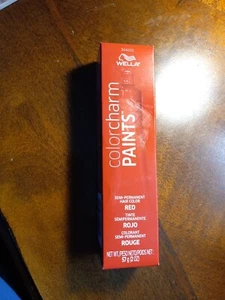 WELLA
colorcharm
PAINTS
SEMI-PERMANENT
HAIR COLOR
RED
TINTE
SEMIPERMANENTE
ROJO
COLORANT
SEMI-PERMANENT
ROUGE
NET WT./PESO NETO/POIDS NET:
57 g (2 OZ)